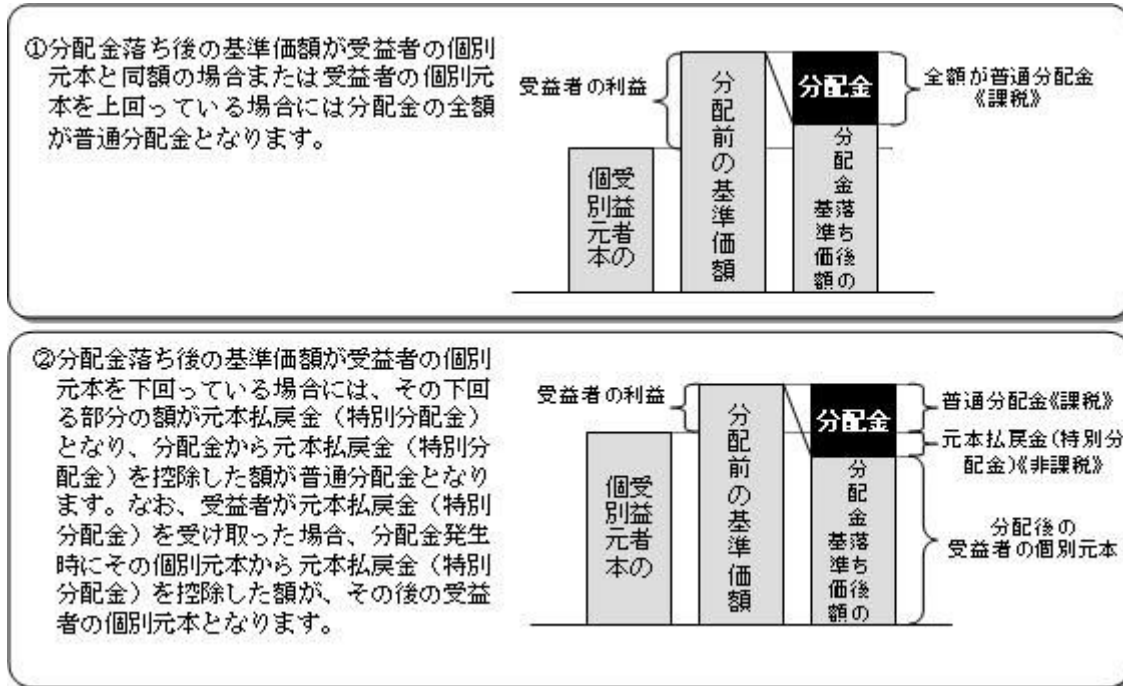 ①分配金落ち後の基準価額が受益者の個別
元本と同額の場合または受益者の個別元
本を上回っている場合には分配金の全額
が普通分配金となります。
受益者の利益
受益者の
個別元本
分配前の基準価額
分配金
分配金落ち後の
基準価額
全額が普通分配金
《課税》
②分配金落ち後の基準価額が受益者の個別
元本を下回っている場合には、その下回
る部分の額が元本払戻金（特別分配金）
となり、分配金から元本払戻金（特別分
配金）を控除した額が普通分配金となり
ます。なお、受益者が元本払戻金（特別
分配金）を受け取った場合、分配金発生
時にその個別元本から元本払戻金（特別
分配金）を控除した額が、その後の受益
者の個別元本となります。
受益者の利益
受益者の
個別元本
分配前の基準価額
分配金
分配金落ち後の
基準価額
普通分配金《課税》
元本払戻金(特別分
配金)《非課税》
分配後の
受益者の個別元本